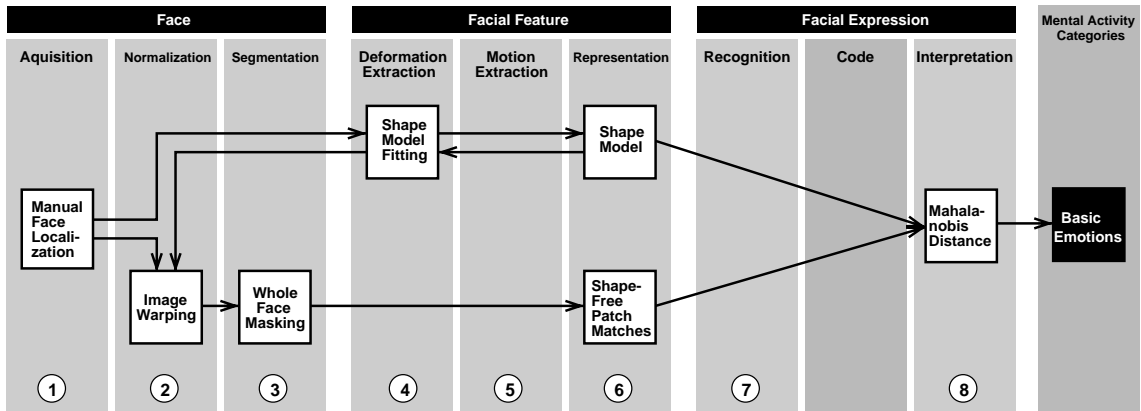 Face
Facial Feature
Facial Expression
Mental Activity
Categories
Aquisition
Normalization
Segmentation
Deformation
Extraction
Motion
Extraction
Representation
Recognition
Code
Interpretation
Shape
Model
Fitting
Shape
Model
Manual
Face
Locali-
zation
Mahala-
nobis
Distance
Basic
Emotions
Image
Warping
Whole
Face
Masking
Shape-
Free
Patch
Matches
1
2
3
4
5
6
7
8